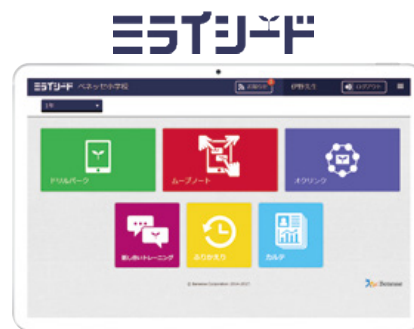 ミライシード
ミライシード ベネッセ小学校 お知らせ 伊野先生 ログアウト
1年
ドリルパーク ムーブノート オクリンク
話し合いトレーニング ふりかえり カルテ
Benesse